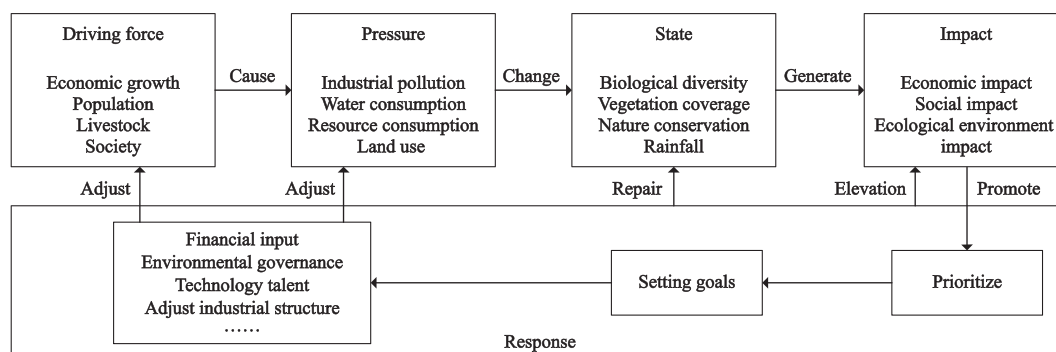 Driving force
Economic growth
Population
Livestock
Society
Cause
Pressure
Industrial pollution
Water consumption
Resource consumption
Land use
Change
State
Biological diversity
Vegetation coverage
Nature conservation
Rainfall
Generate
Impact
Economic impact
Social impact
Ecological environment
impact
Adjust
Adjust
Repair
Elevation
Promote
Financial input
Environmental governance
Technology talent
Adjust industrial structure
……
Setting goals
Prioritize
Response